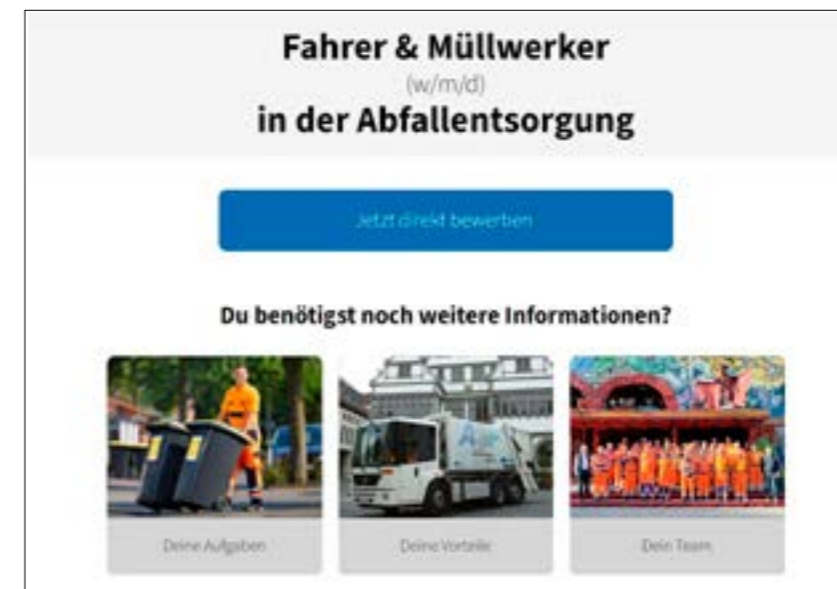 Fahrer & Müllwerker
(w/m/d)
in der Abfallentsorgung
Jetzt direkt bewerben
Du benötigst noch weitere Informationen?
Deine Aufgaben
Deine Vorteile
Dein Team